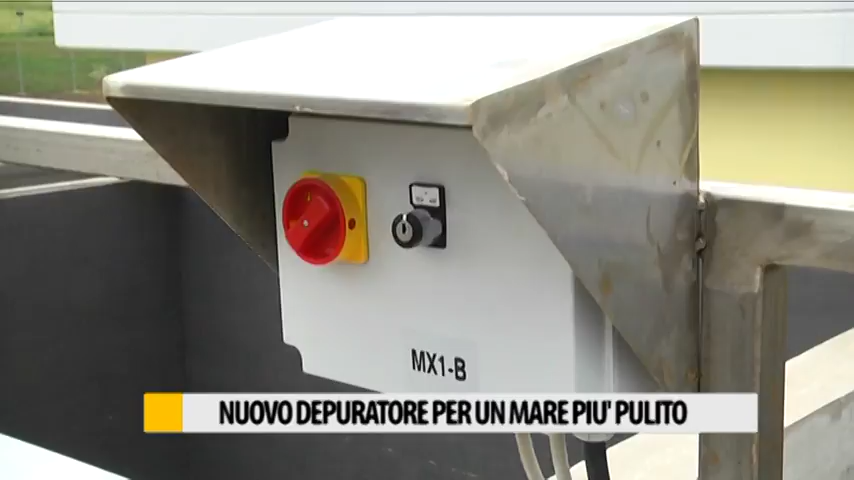 MX1-B
NUOVO DEPURATORE PER UN MARE PIU' PULITO